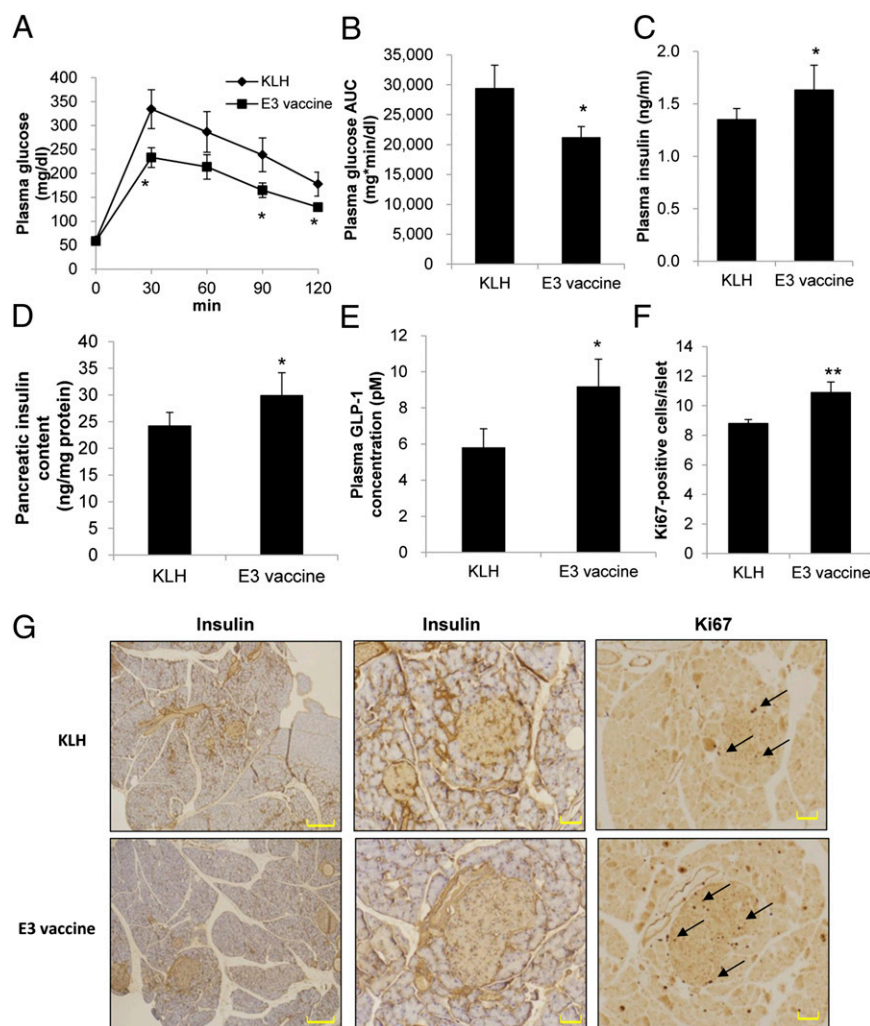 A
Plasma glucose
(mg/dl)
400
350
300
250
200
150
100
50
0
0
30
60
90
120
min
KLH
E3 vaccine
*
*
*
B
Plasma glucose AUC
(mg*min/dl)
35,000
30,000
25,000
20,000
15,000
10,000
5,000
0
*
KLH
E3 vaccine
C
Plasma insulin (ng/ml)
2.0
1.5
1.0
0.5
0.0
*
KLH
E3 vaccine
D
Pancreatic insulin
content
(ng/mg protein)
40
35
30
25
20
15
10
5
0
*
KLH
E3 vaccine
E
Plasma GLP-1
concentration (pM)
12
10
8
6
4
2
0
*
KLH
E3 vaccine
F
Ki67-positive cells/islet
14
12
10
8
6
4
2
0
**
KLH
E3 vaccine
G
Insulin
Insulin
Ki67
KLH
E3 vaccine